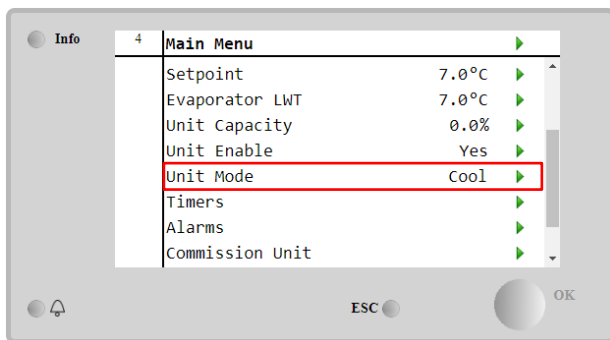 Info
4 Main Menu
Setpoint 7.0°C
Evaporator LWT 7.0°C
Unit Capacity 0.0%
Unit Enable Yes
Unit Mode Cool
Timers
Alarms
Commission Unit
ESC
OK